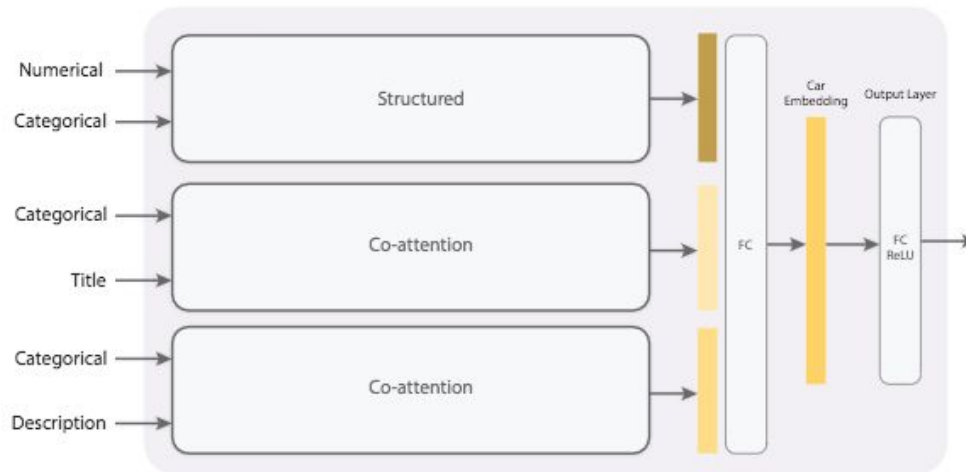 Numerical
Categorical
Structured
Categorical
Title
Co-attention
Categorical
Description
Co-attention
FC
Car
Embedding
Output Layer
FC
ReLU